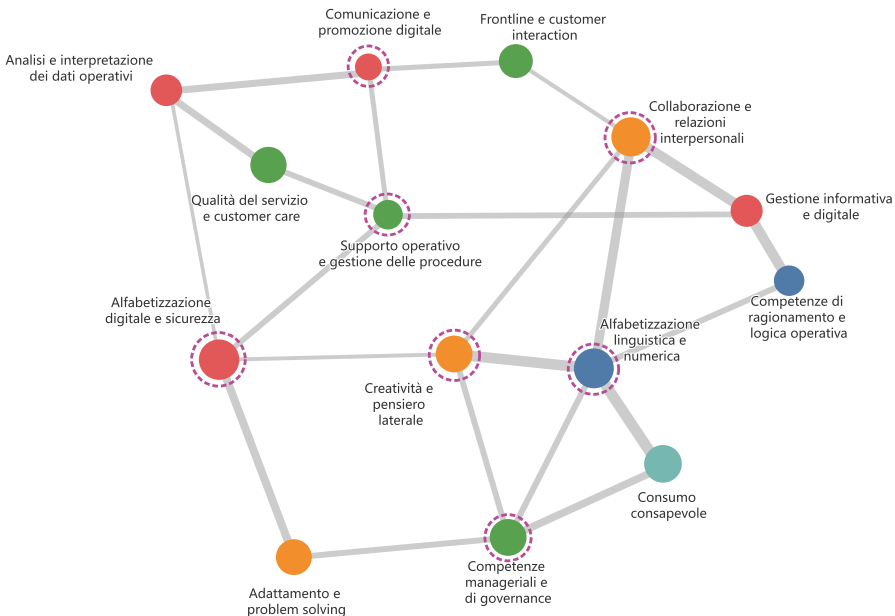 Comunicazione e
promozione digitale
Frontline e customer
interaction
Analisi e interpretazione
dei dati operativi
Collaborazione e
relazioni
interpersonali
Qualità del servizio
e customer care
Gestione informativa
e digitale
Supporto operativo
e gestione delle procedure
Alfabetizzazione
digitale e sicurezza
Competenze di
ragionamento e
logica operativa
Alfabetizzazione
linguistica e
numerica
Creatività e
pensiero
laterale
Consumo
consapevole
Competenze
manageriali e
di governance
Adattamento e
problem solving